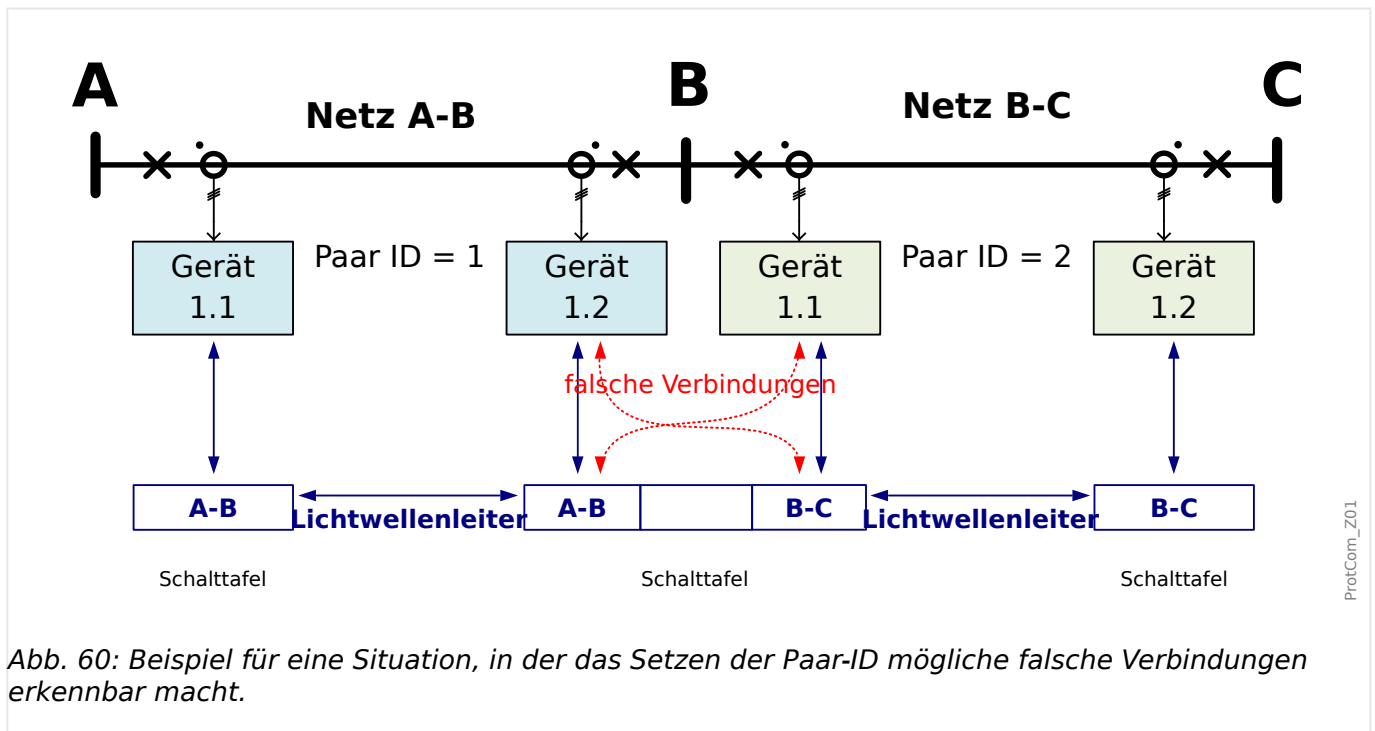 A
B
C
Netz A-B
Netz B-C
Gerät
1.1
Paar ID = 1
Gerät
1.2
Gerät
1.1
Paar ID = 2
Gerät
1.2
falsche Verbindungen
A-B
Lichtwellenleiter
A-B
B-C
Lichtwellenleiter
B-C
Schalttafel
Schalttafel
Schalttafel
ProtCom_Z01
Abb. 60: Beispiel für eine Situation, in der das Setzen der Paar-ID mögliche falsche Verbindungen
erkennbar macht.